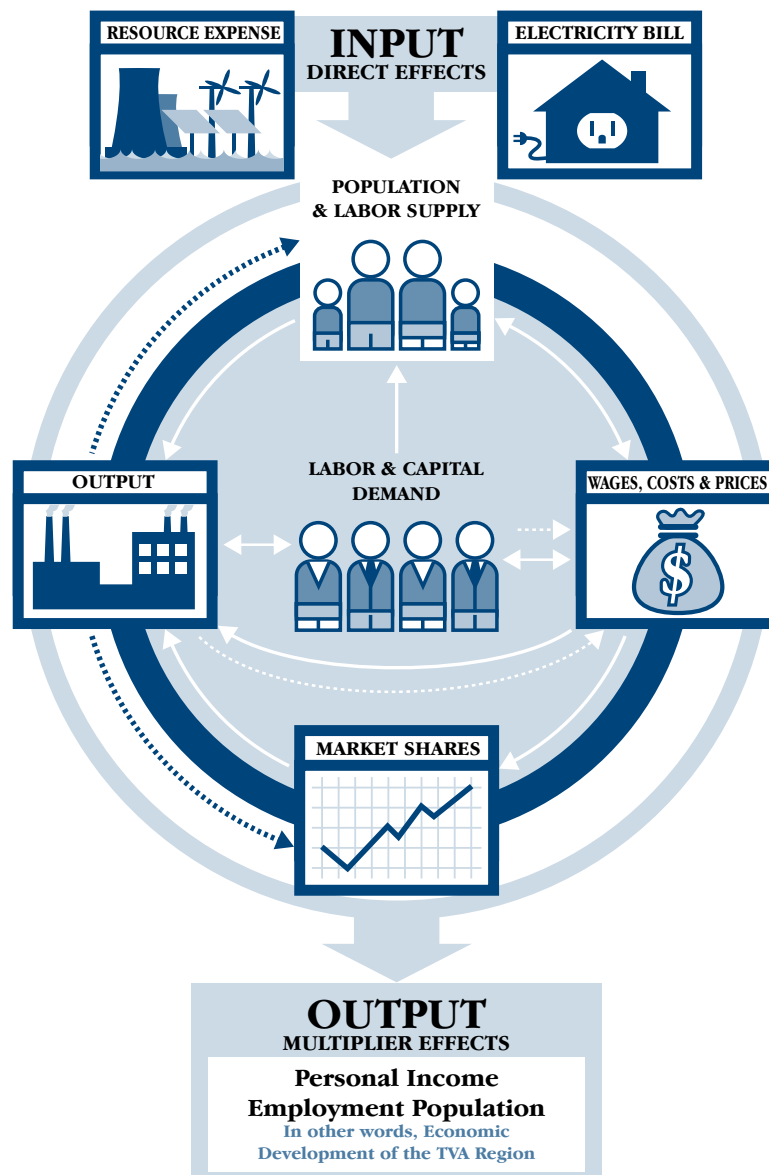 RESOURCE EXPENSE
INPUT
DIRECT EFFECTS
ELECTRICITY BILL
POPULATION
& LABOR SUPPLY
OUTPUT
LABOR & CAPITAL
DEMAND
WAGES, COSTS & PRICES
$
MARKET SHARES
OUTPUT
MULTIPLIER EFFECTS
Personal Income
Employment Population
In other words, Economic
Development of the TVA Region